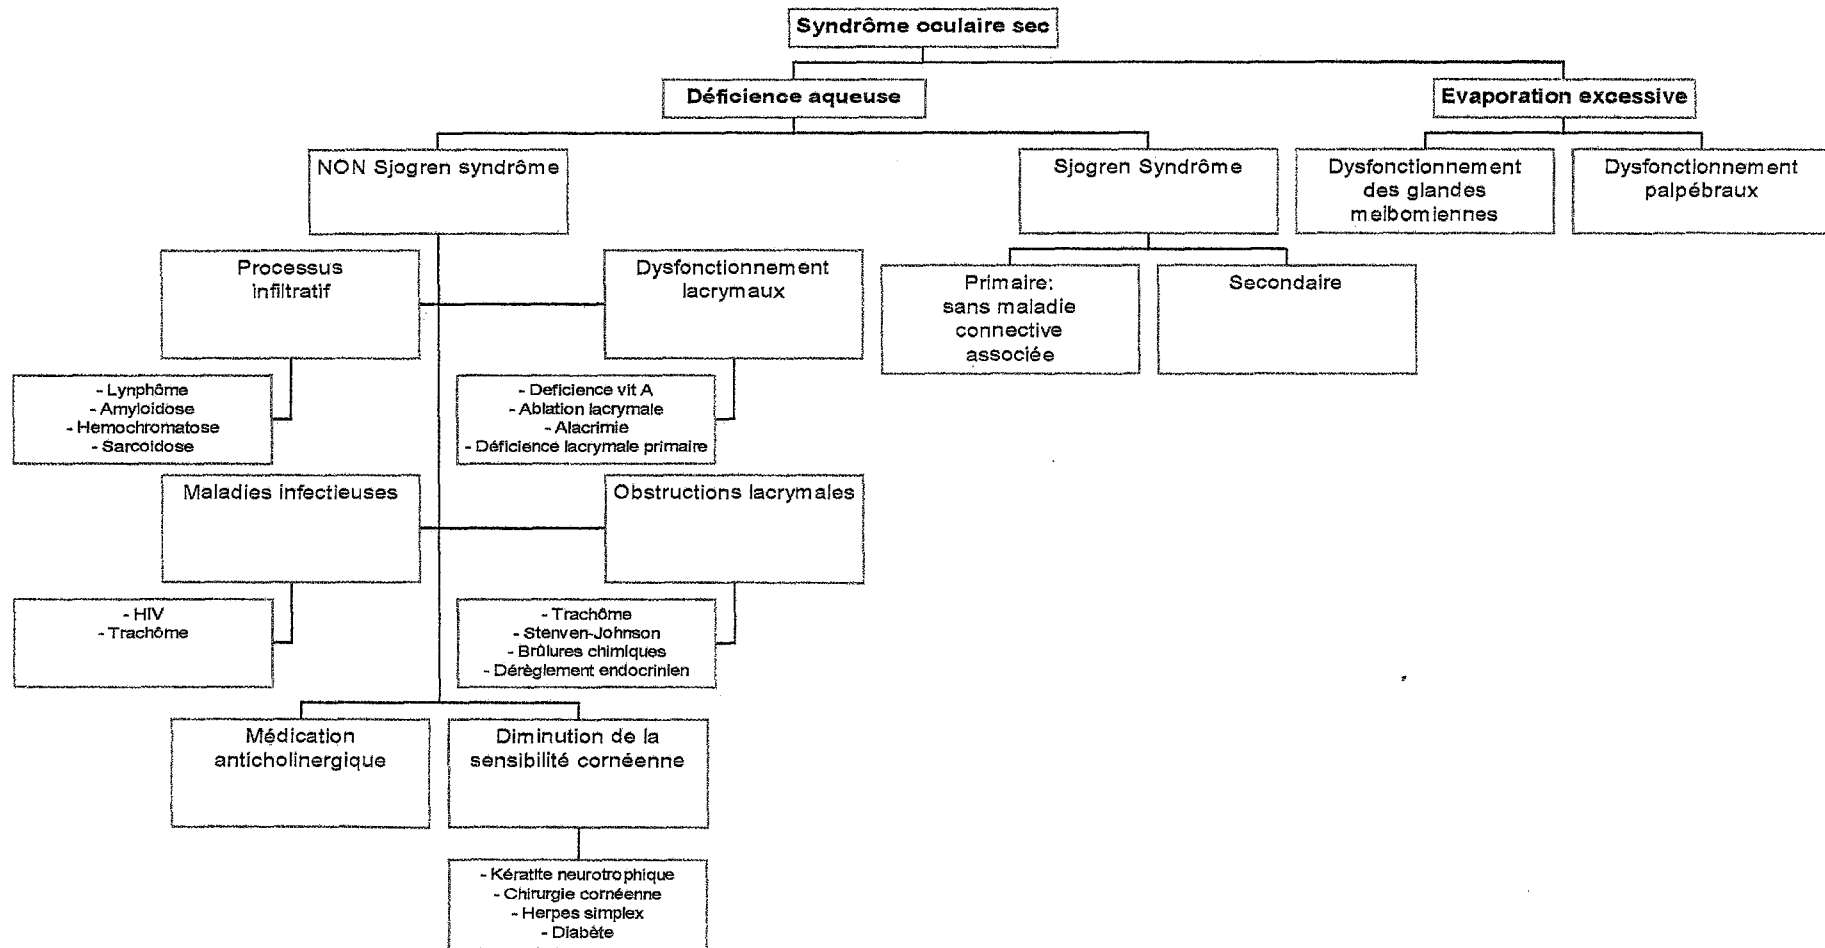 Syndrôme oculaire sec
Déficience aqueuse
Evaporation excessive
NON Sjogren syndrôme
Sjogren Syndrôme
Dysfonctionnement
des glandes
meibomiennes
Dysfonctionnement
palpébraux
Processus
infiltratif
Dysfonctionnement
lacrymaux
Primaire:
sans maladie
connective
associée
Secondaire
- Lynphôme
- Amyloidose
- Hemochromatose
- Sarcoidose
- Deficience vit A
- Ablation lacrymale
- Alacrimie
- Déficience lacrymale primaire
Maladies infectieuses
Obstructions lacrymales
- HIV
- Trachôme
- Trachôme
- Stenven-Johnson
- Brûlures chimiques
- Dérèglement endocrinien
Médication
anticholinergique
Diminution de la
sensibilité cornéenne
- Kératite neurotrophique
- Chirurgie cornéenne
- Herpes simplex
- Diabète